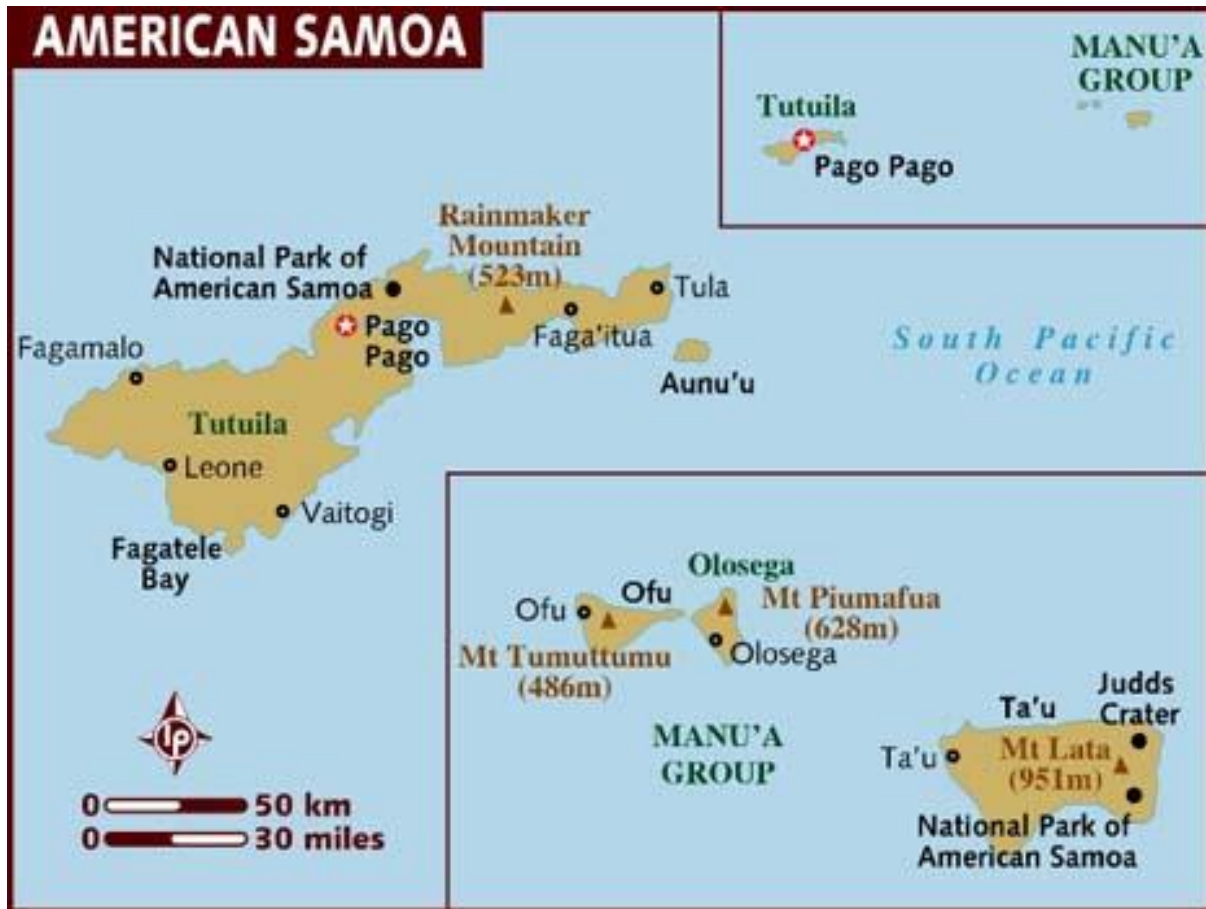 AMERICAN SAMOA
MANU'A
GROUP
Tutuila
Pago Pago
Rainmaker
Mountain
(523m)
National Park of
American Samoa
Tula
Pago
Pago
Faga'itua
Fagamalo
Aunu'u
South Pacific
Ocean
Tutuila
Leone
Vaitogi
Fagatele
Bay
Olosega
Ofu
Ofu
Mt Piumafua
(628m)
Olosega
Mt Tumuttumu
(486m)
MANU'A
GROUP
Judds
Crater
Ta'u
Ta'u
Mt Lata
(951m)
National Park of
American Samoa
lp
0 50 km
0 30 miles